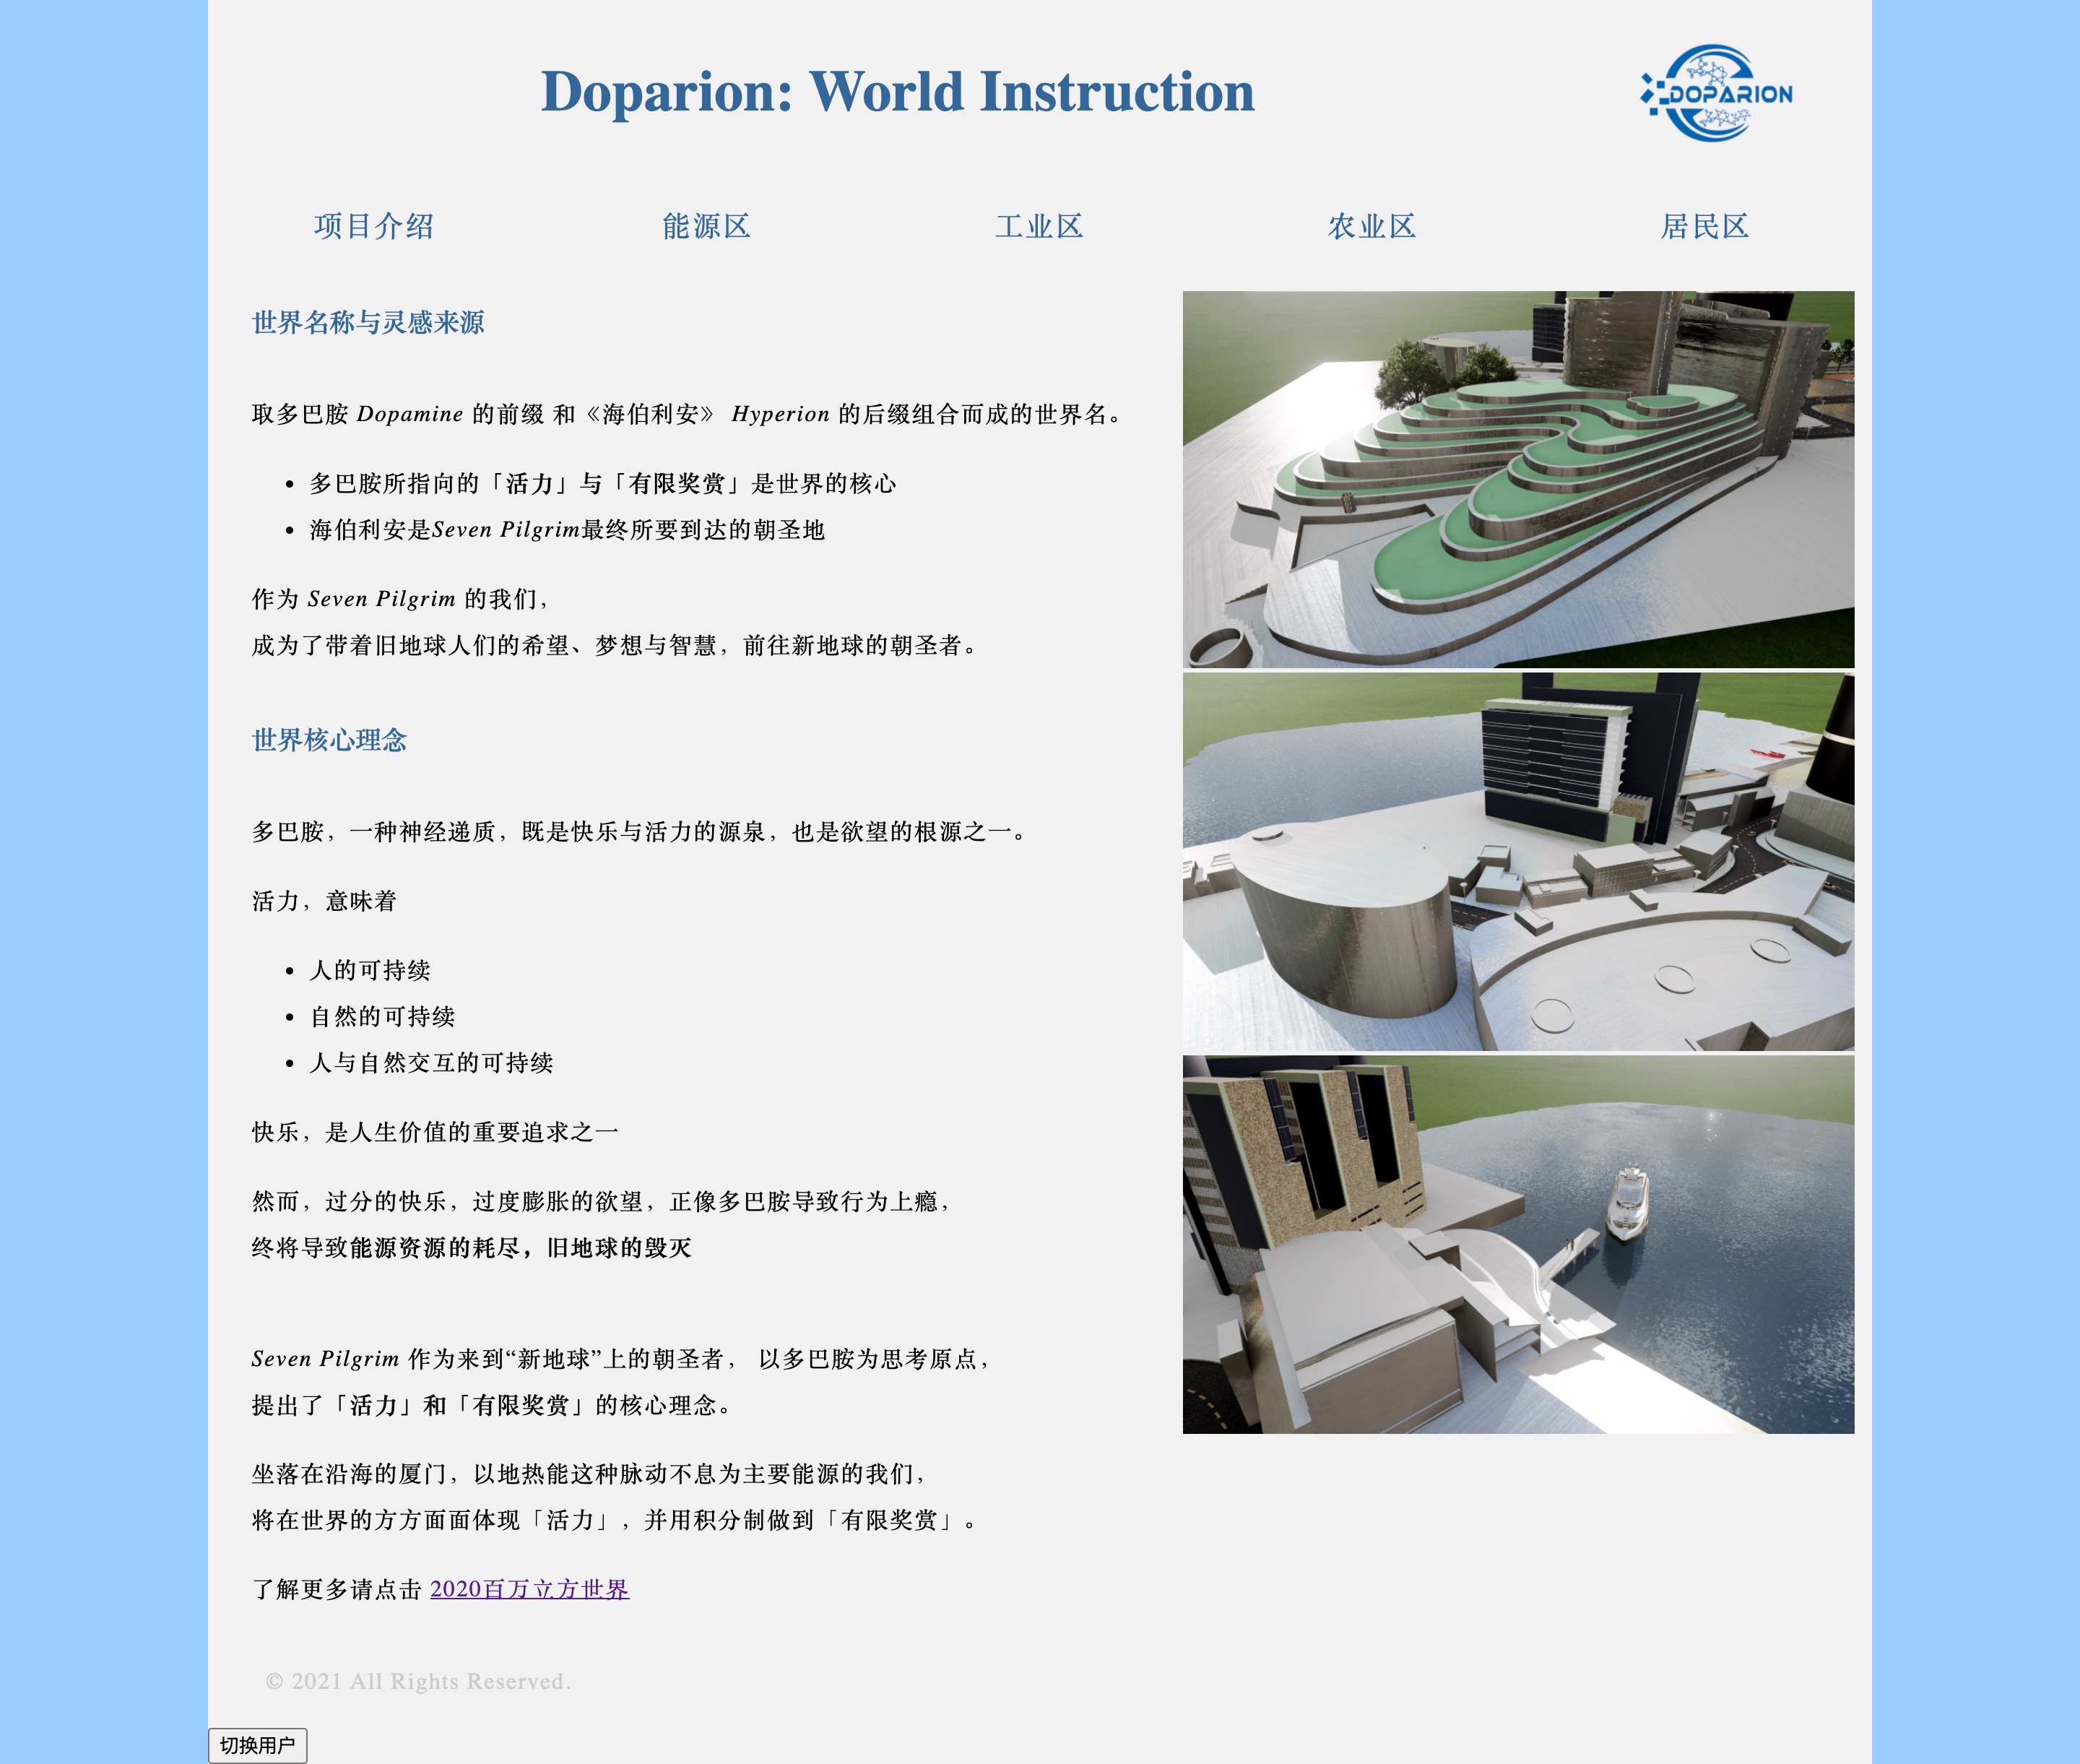 Doparion: World Instruction
DOPARION
项目介绍
能源区
工业区
农业区
居民区
世界名称与灵感来源
取多巴胺 Dopamine 的前缀 和《海伯利安》 Hyperion 的后缀组合而成的世界名。
多巴胺所指向的「活力」与「有限奖赏」是世界的核心
海伯利安是Seven Pilgrim最终所要到达的朝圣地
作为 Seven Pilgrim 的我们，
成为了带着旧地球人们的希望、梦想与智慧，前往新地球的朝圣者。
世界核心理念
多巴胺，一种神经递质，既是快乐与活力的源泉，也是欲望的根源之一。
活力，意味着
人的可持续
自然的可持续
人与自然交互的可持续
快乐，是人生价值的重要追求之一
然而，过分的快乐，过度膨胀的欲望，正像多巴胺导致行为上瘾，
终将导致能源资源的耗尽，旧地球的毁灭
Seven Pilgrim 作为来到“新地球”上的朝圣者， 以多巴胺为思考原点，
提出了「活力」和「有限奖赏」的核心理念。
坐落在沿海的厦门，以地热能这种脉动不息为主要能源的我们，
将在世界的方方面面体现「活力」，并用积分制做到「有限奖赏」。
了解更多请点击 2020百万立方世界
© 2021 All Rights Reserved.
切换用户